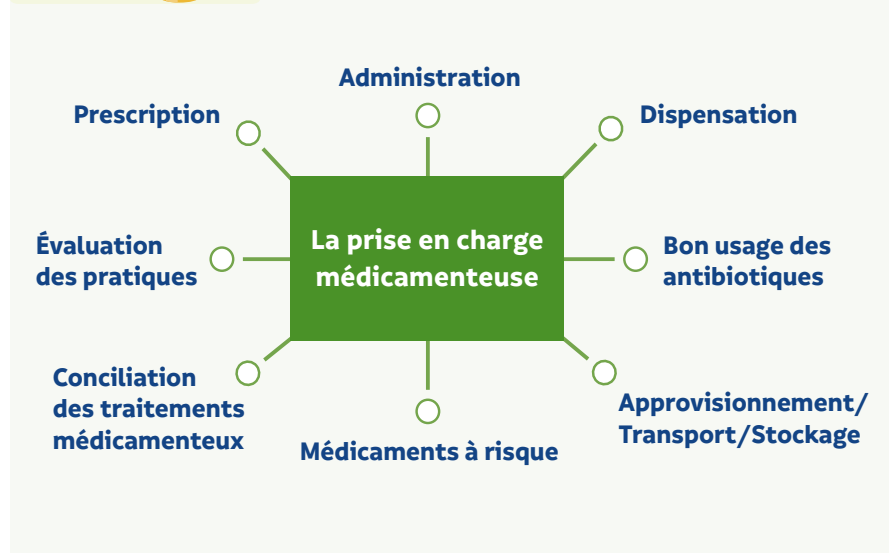 Administration
Prescription
Dispensation
La prise en charge
médicamenteuse
Évaluation
des pratiques
Bon usage des
antibiotiques
Conciliation
des traitements
médicamenteux
Médicaments à risque
Approvisionnement/
Transport/Stockage